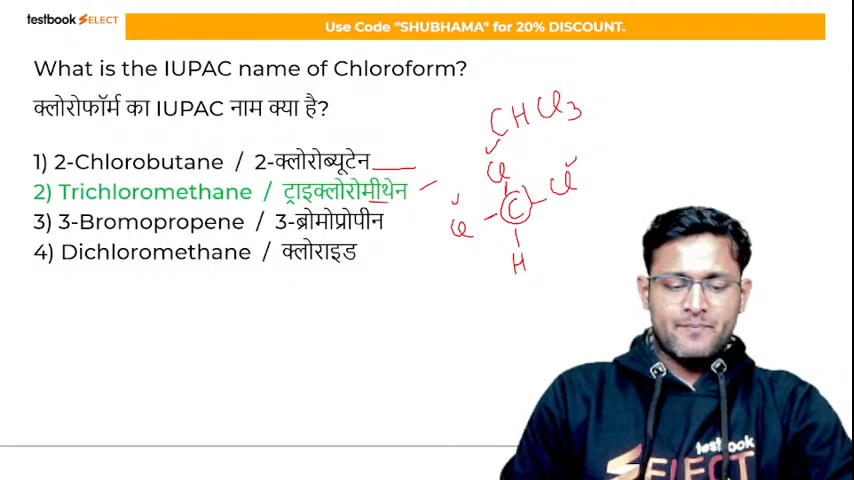 testbook SELECT
Use Code "SHUBHAMA" for 20% DISCOUNT.
What is the IUPAC name of Chloroform?
क्लोरोफॉर्म का IUPAC नाम क्या है?
CHCl3
1) 2-Chlorobutane / 2-क्लोरोब्यूटेन
2) Trichloromethane / ट्राइक्लोरोमीथेन
3) 3-Bromopropene / 3-ब्रोमोप्रोपीन
4) Dichloromethane / क्लोराइड
Cl
Cl
Cl C
H
testbook
SELECT